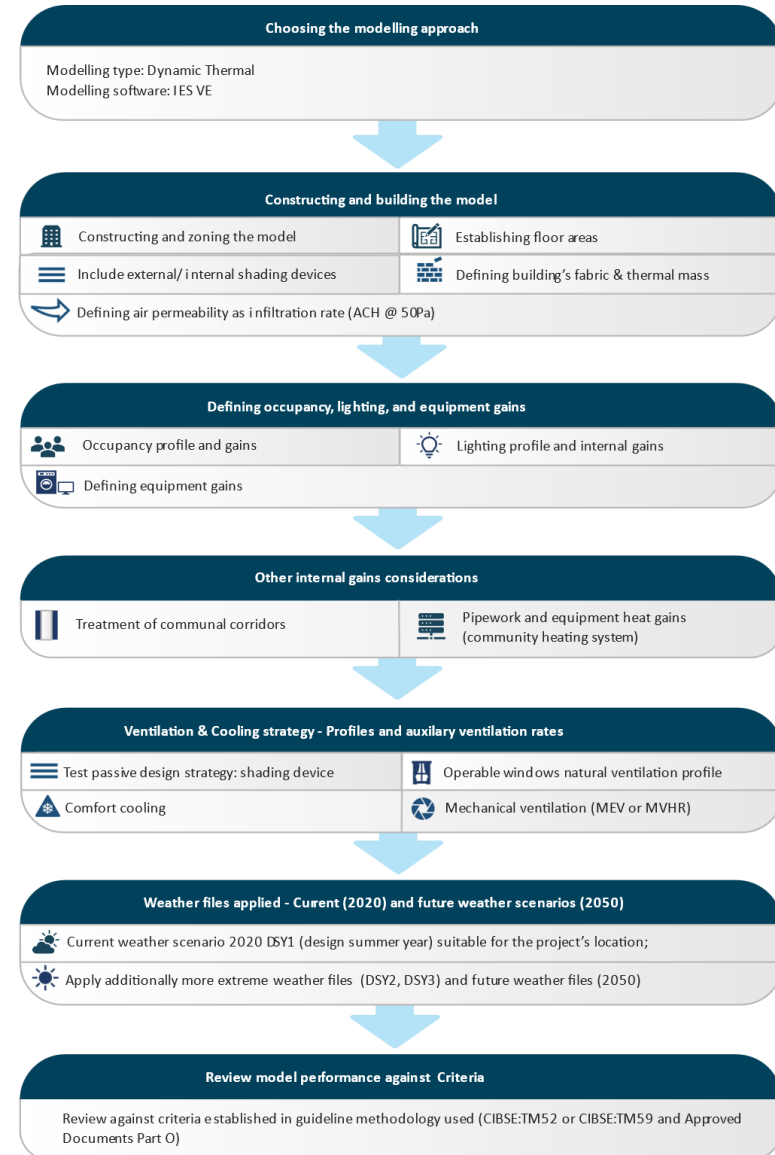 Choosing the modelling approach
Modelling type: Dynamic Thermal
Modelling software: IES VE
Constructing and building the model
Constructing and zoning the model
Establishing floor areas
Include external/ internal shading devices
Defining building's fabric & thermal mass
Defining air permeability as infiltration rate (ACH @ 50Pa)
Defining occupancy, lighting, and equipment gains
Occupancy profile and gains
Lighting profile and internal gains
Defining equipment gains
Other internal gains considerations
Treatment of communal corridors
Pipework and equipment heat gains
(community heating system)
Ventilation & Cooling strategy - Profiles and auxilary ventilation rates
Test passive design strategy: shading device
Operable windows natural ventilation profile
Comfort cooling
Mechanical ventilation (MEV or MVHR)
Weather files applied - Current (2020) and future weather scenarios (2050)
Current weather scenario 2020 DSY1 (design summer year) suitable for the project's location;
Apply additionally more extreme weather files (DSY2, DSY3) and future weather files (2050)
Review model performance against Criteria
Review against criteria established in guideline methodology used (CIBSE:TM52 or CIBSE:TM59 and Approved
Documents Part O)